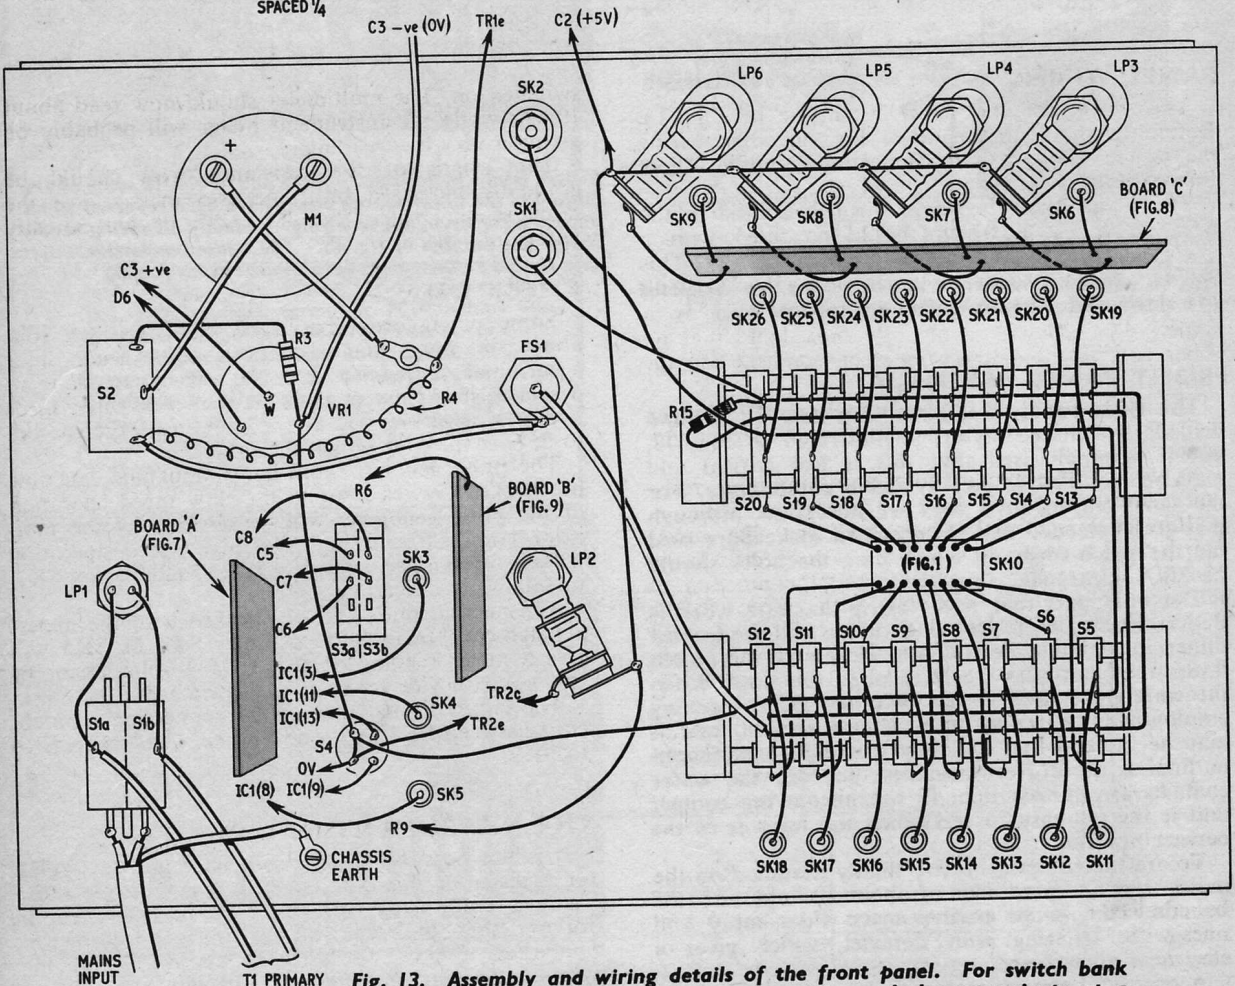 SPACED ¼
C3 -ve (0V)
TR1e
C2 (+5V)
SK2
LP6
LP5
LP4
LP3
+
M1
SK1
SK9
SK8
SK7
SK6
BOARD 'C'
(FIG.8)
C3 +ve
D6
SK26
SK25
SK24
SK23
SK22
SK21
SK20
SK19
R3
S2
W
VR1
R4
FS1
R15
R6
BOARD 'B'
(FIG.9)
S20
S19
S18
S17
S16
S15
S14
S13
BOARD 'A'
(FIG.7)
C8
C5
C7
C6
SK3
LP2
(FIG.1)
SK10
LP1
S3a
S3b
S12
S11
S10
S9
S8
S7
S6
S5
IC1(3)
IC1(11)
IC1(13)
SK4
TR2c
TR2e
S1a
S1b
S4
0V
IC1(8)
IC1(9)
SK5
R9
CHASSIS
EARTH
SK18
SK17
SK16
SK15
SK14
SK13
SK12
SK11
MAINS
INPUT
T1 PRIMARY
Fig. 13. Assembly and wiring details of the front panel. For switch bank